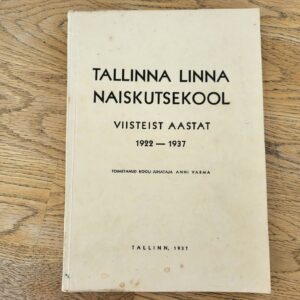 TALLINNA LINNA
NAISKUTSEKOOL
VIISTEIST AASTAT
1922 — 1937
TOIMETANUD KOOLI JUHATAJA ANNI VARMA
TALLINN, 1937